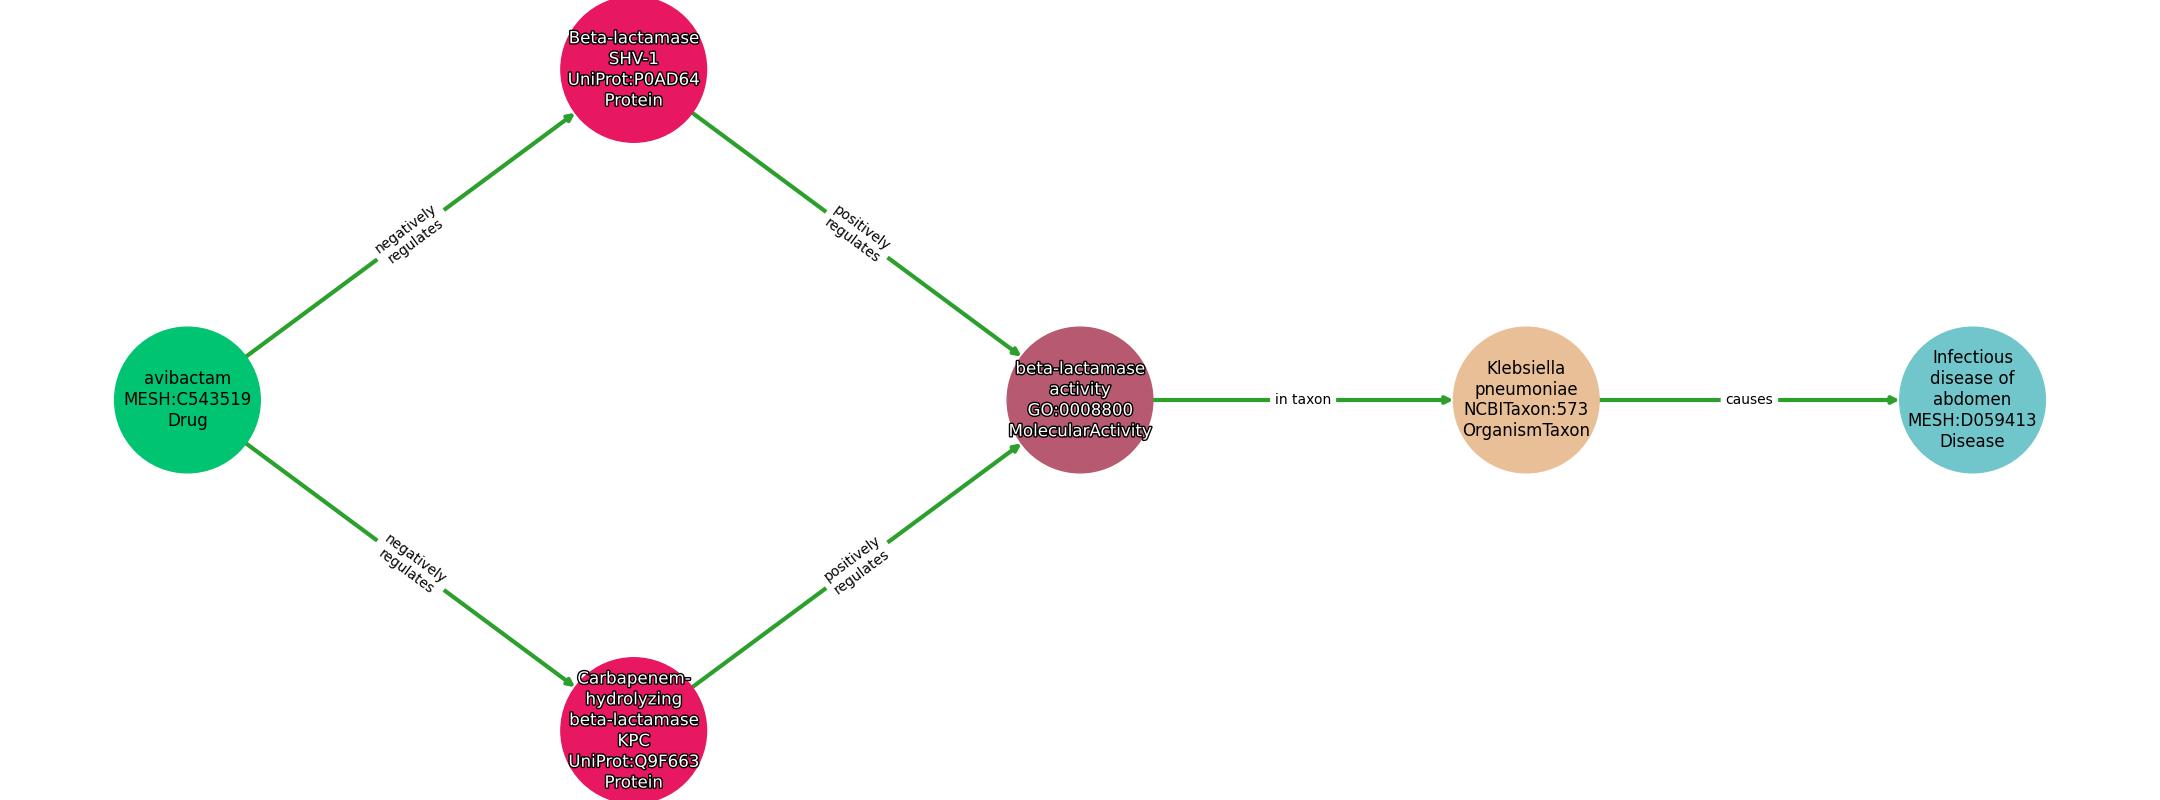 Beta-lactamase
SHV-1
UniProt:P0AD64
Protein
negatively
regulates
positively
regulates
avibactam
MESH:C543519
Drug
beta-lactamase
activity
GO:0008800
MolecularActivity
in taxon
Klebsiella
pneumoniae
NCBITaxon:573
OrganismTaxon
causes
Infectious
disease of
abdomen
MESH:D059413
Disease
negatively
regulates
positively
regulates
Carbapenem-
hydrolyzing
beta-lactamase
KPC
UniProt:Q9F663
Protein